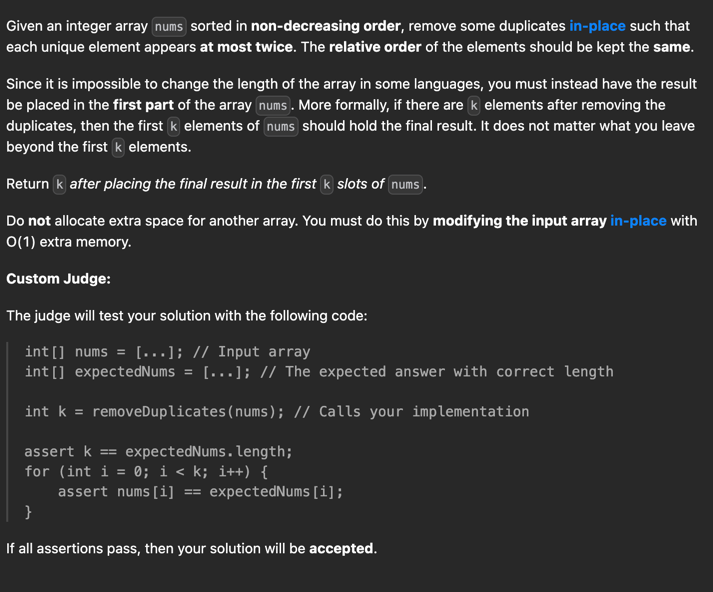 Given an integer array nums sorted in non-decreasing order, remove some duplicates in-place such that
each unique element appears at most twice. The relative order of the elements should be kept the same.
Since it is impossible to change the length of the array in some languages, you must instead have the result
be placed in the first part of the array nums. More formally, if there are k elements after removing the
duplicates, then the first k elements of nums should hold the final result. It does not matter what you leave
beyond the first k elements.
Return k after placing the final result in the first k slots of nums.
Do not allocate extra space for another array. You must do this by modifying the input array in-place with
O(1) extra memory.
Custom Judge:
The judge will test your solution with the following code:
int[] nums = [...]; // Input array
int[] expectedNums = [...]; // The expected answer with correct length
int k = removeDuplicates(nums); // Calls your implementation
assert k == expectedNums.length;
for (int i = 0; i < k; i++) {
    assert nums[i] == expectedNums[i];
}
If all assertions pass, then your solution will be accepted.